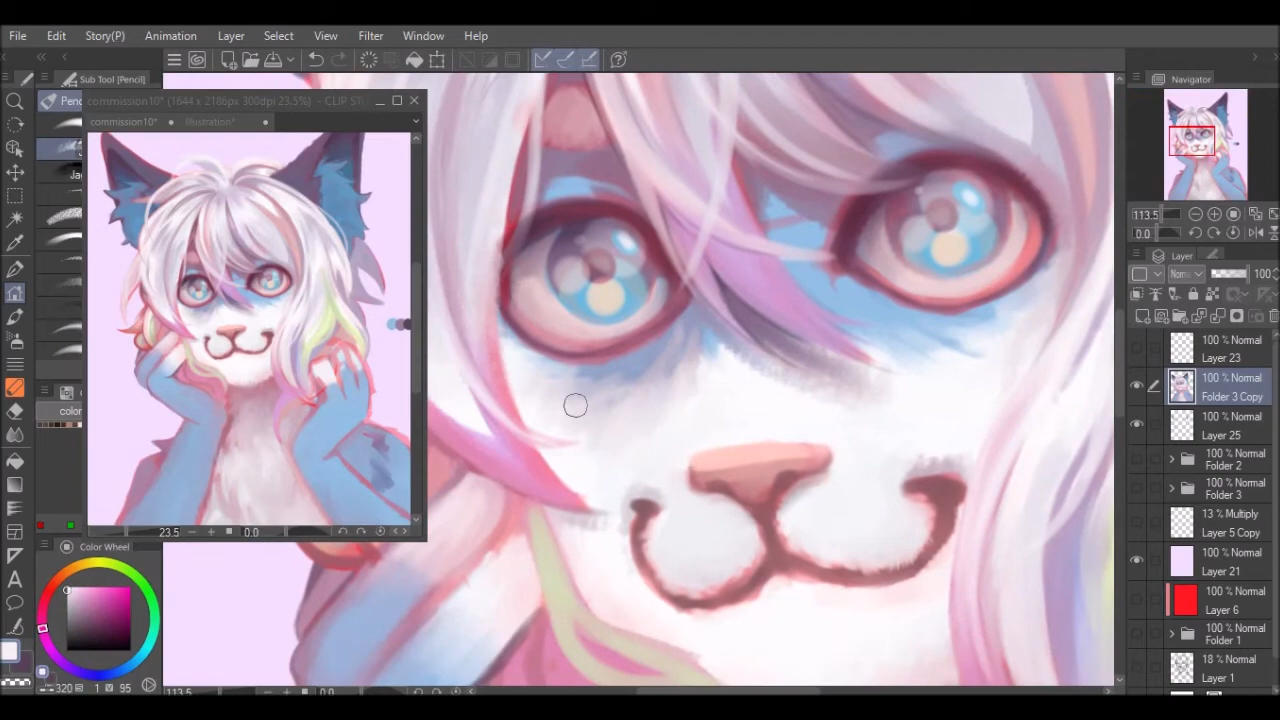 File Edit Story(P) Animation Layer Select View Filter Window Help
Sub Tool [Pencil]
commission10* (1644 x 2186px 300dpi 23.5%) - CLIP ST
commission10* Illustration*
23.5 0.0
Color Wheel
320 1 95
113.5 0.0
Navigator
113.5
0.0
Layer
100
100 % Normal
Layer 23
100 % Normal
Folder 3 Copy
100 % Normal
Layer 25
100 % Normal
Folder 2
100 % Normal
Folder 3
13 % Multiply
Layer 5 Copy
100 % Normal
Layer 21
100 % Normal
Layer 6
100 % Normal
Folder 1
18 % Normal
Layer 1